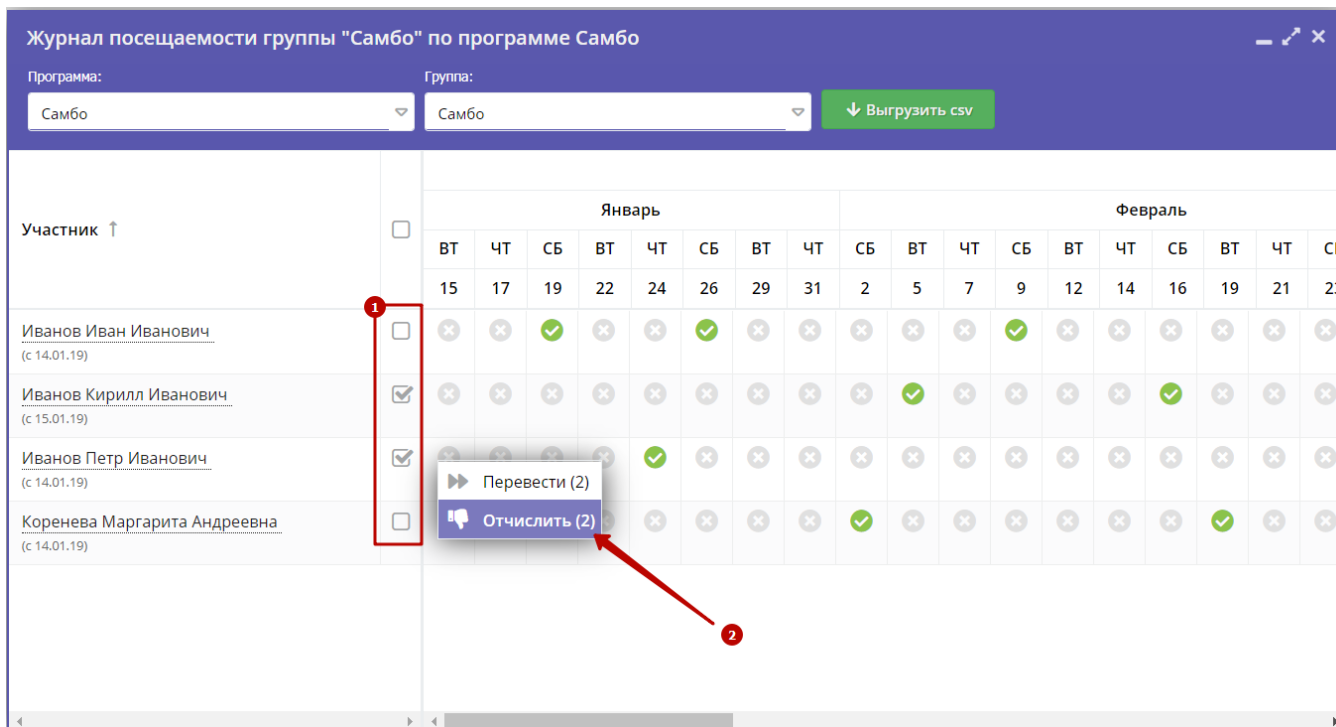 Журнал посещаемости группы "Самбо" по программе Самбо
Программа: Группа:
Самбо Самбо Выгрузить csv
Январь Февраль
Участник
ВТ ЧТ СБ ВТ ЧТ СБ ВТ ЧТ СБ ВТ ЧТ СБ ВТ ЧТ СБ ВТ ЧТ
15 17 19 22 24 26 29 31 2 5 7 9 12 14 16 19 21
1
Иванов Иван Иванович
(с 14.01.19)
Иванов Кирилл Иванович
(с 15.01.19)
Иванов Петр Иванович
(с 14.01.19)
Перевести (2)
Отчислить (2)
Коренева Маргарита Андреевна
(с 14.01.19)
2